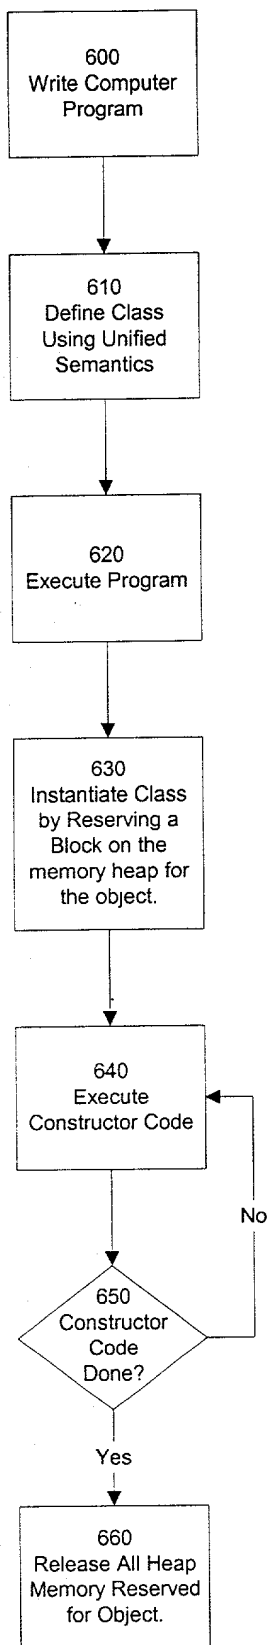 600
Write Computer
Program
610
Define Class
Using Unified
Semantics
620
Execute Program
630
Instantiate Class
by Reserving a
Block on the
memory heap for
the object.
640
Execute
Constructor Code
No
650
Constructor
Code
Done?
Yes
660
Release All Heap
Memory Reserved
for Object.